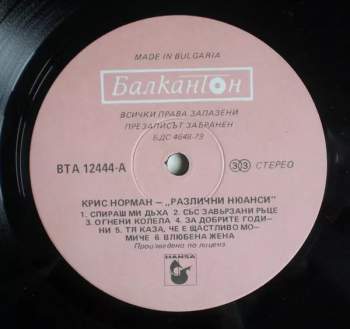 MADE IN BULGARIA
Балкантон
ВСИЧКИ ПРАВА ЗАПАЗЕНИ
ПРЕЗАПИСЪТ ЗАБРАНЕН
БДС 4648-79
ВТА 12444-А
33 СТЕРЕО
КРИС НОРМАН – „РАЗЛИЧНИ НЮАНСИ"
1. СПИРАШ МИ ДЪХА 2. СЪС ЗАВЪРЗАНИ РЪЦЕ
3. ОГНЕНИ КОЛЕЛА 4. ЗА ДОБРИТЕ ГОДИ-
НИ 5. ТЯ КАЗА, ЧЕ Е ЩАСТЛИВО МО-
МИЧЕ 6. ВЛЮБЕНА ЖЕНА
Произведено по лиценз
HANSA